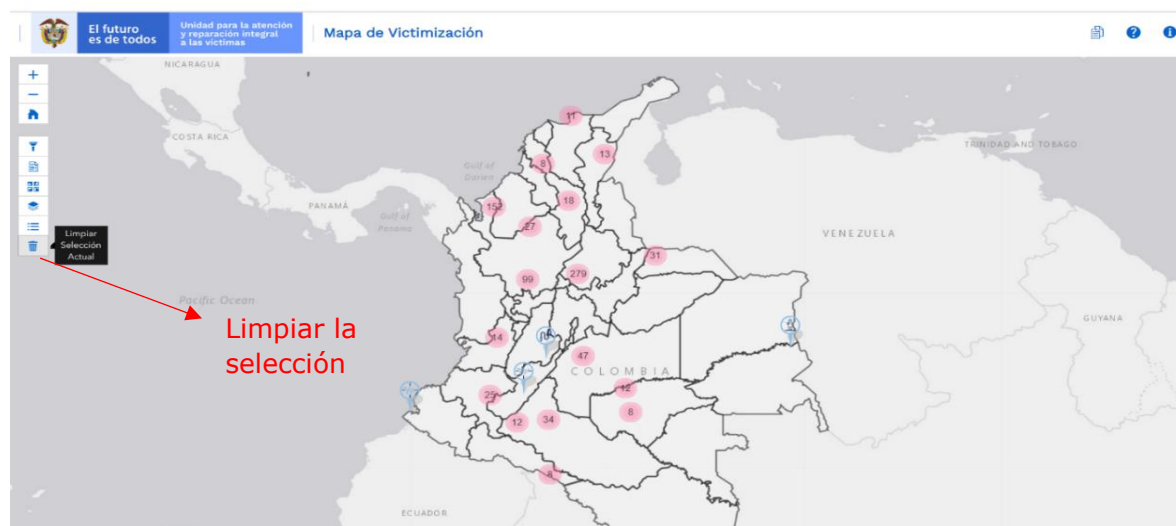 El futuro
es de todos
Unidad para la atención
y reparación integral
a las víctimas
Mapa de Victimización
NICARAGUA
COSTA RICA
PANAMÁ
Gulf of
Darien
Gulf of
Panama
TRINIDAD AND TOBAGO
VENEZUELA
GUYANA
Pacific Ocean
COLOMBIA
ECUADOR
11
13
8
18
152
27
31
99
279
14
47
12
25
8
12
34
Limpiar
Selección
Actual
Limpiar la
selección